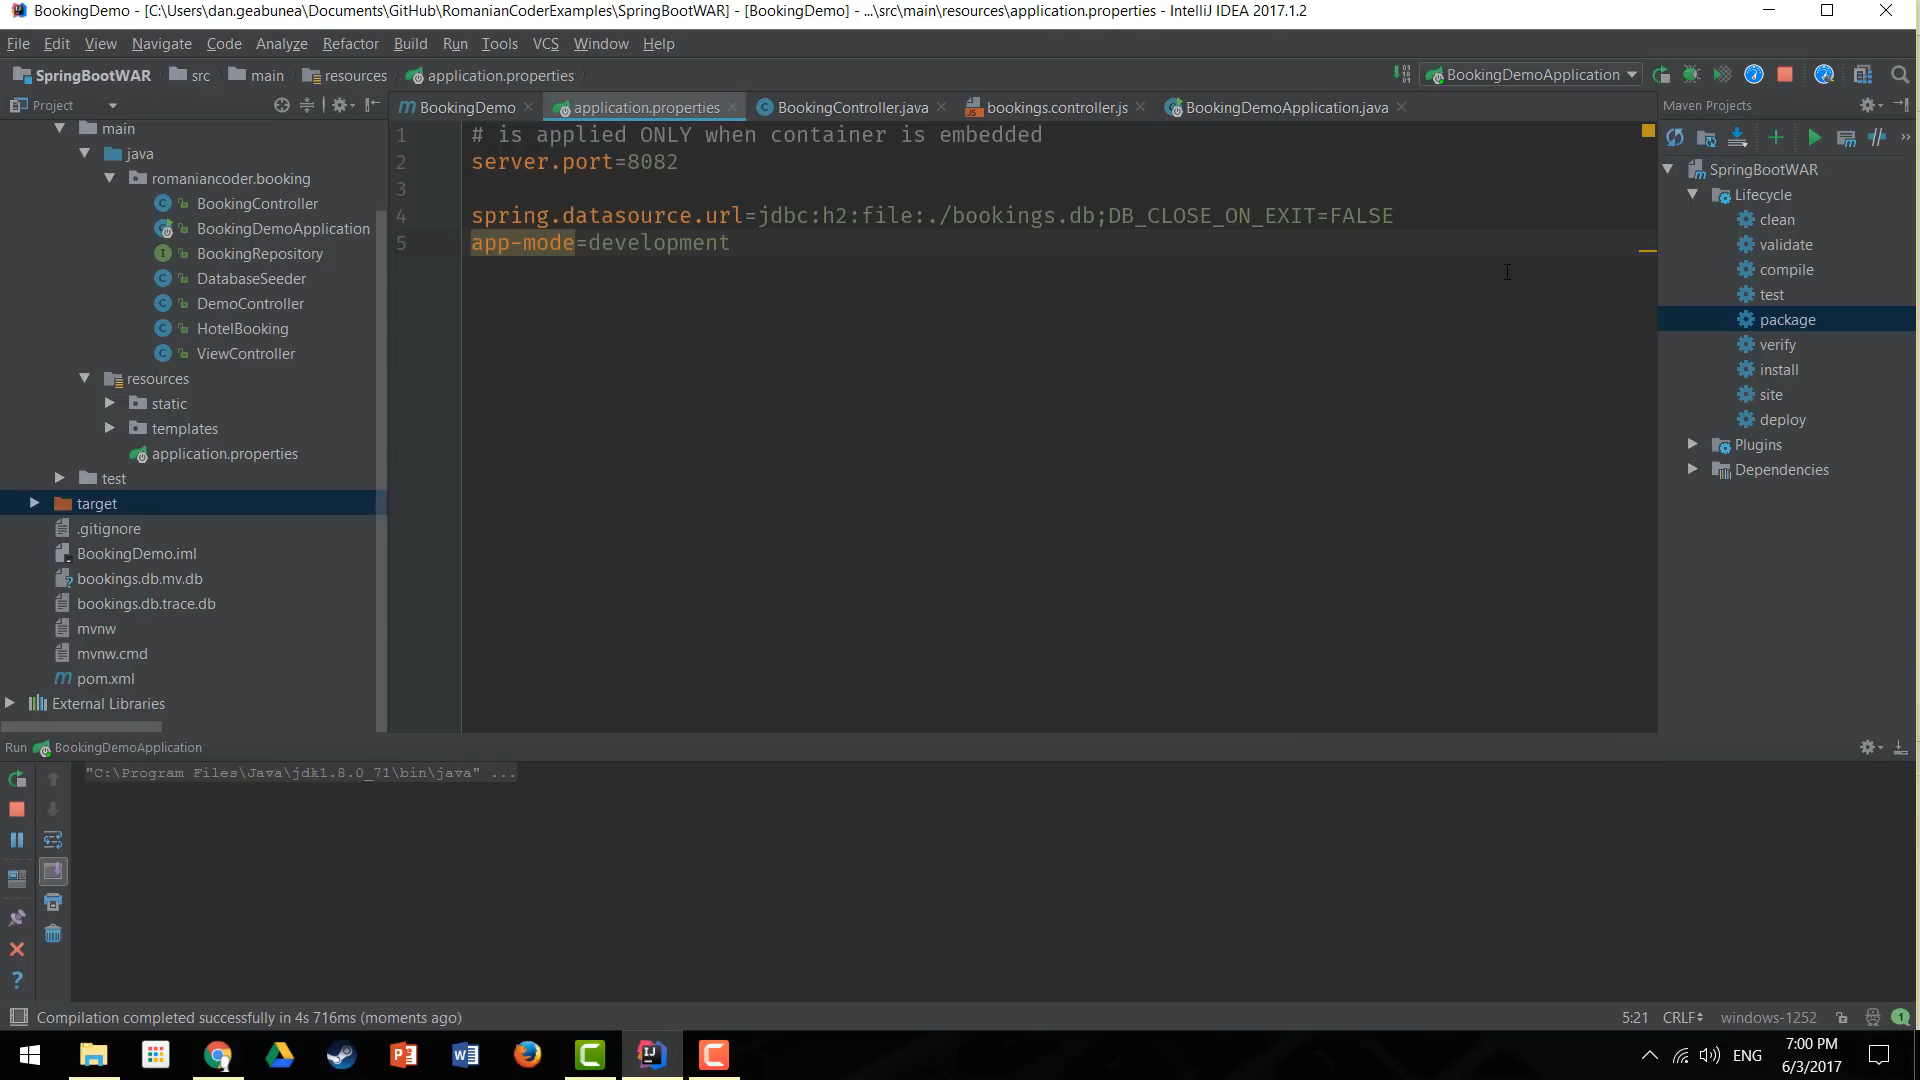 BookingDemo - [C:\Users\dan.geabunea\Documents\GitHub\RomanianCoderExamples\SpringBootWAR] - [BookingDemo] - ...\src\main\resources\application.properties - IntelliJ IDEA 2017.1.2
File Edit View Navigate Code Analyze Refactor Build Run Tools VCS Window Help
SpringBootWAR src main resources application.properties
BookingDemoApplication
Project
BookingDemo application.properties BookingController.java bookings.controller.js BookingDemoApplication.java
Maven Projects
main
java
romaniancoder.booking
BookingController
BookingDemoApplication
BookingRepository
DatabaseSeeder
DemoController
HotelBooking
ViewController
resources
static
templates
application.properties
test
target
.gitignore
BookingDemo.iml
bookings.db.mv.db
bookings.db.trace.db
mvnw
mvnw.cmd
pom.xml
External Libraries
1 # is applied ONLY when container is embedded
2 server.port=8082
3
4 spring.datasource.url=jdbc:h2:file:./bookings.db;DB_CLOSE_ON_EXIT=FALSE
5 app-mode=development
SpringBootWAR
Lifecycle
clean
validate
compile
test
package
verify
install
site
deploy
Plugins
Dependencies
Run BookingDemoApplication
"C:\Program Files\Java\jdk1.8.0_71\bin\java" ...
Compilation completed successfully in 4s 716ms (moments ago)
5:21 CRLF windows-1252 1
ENG
7:00 PM
6/3/2017